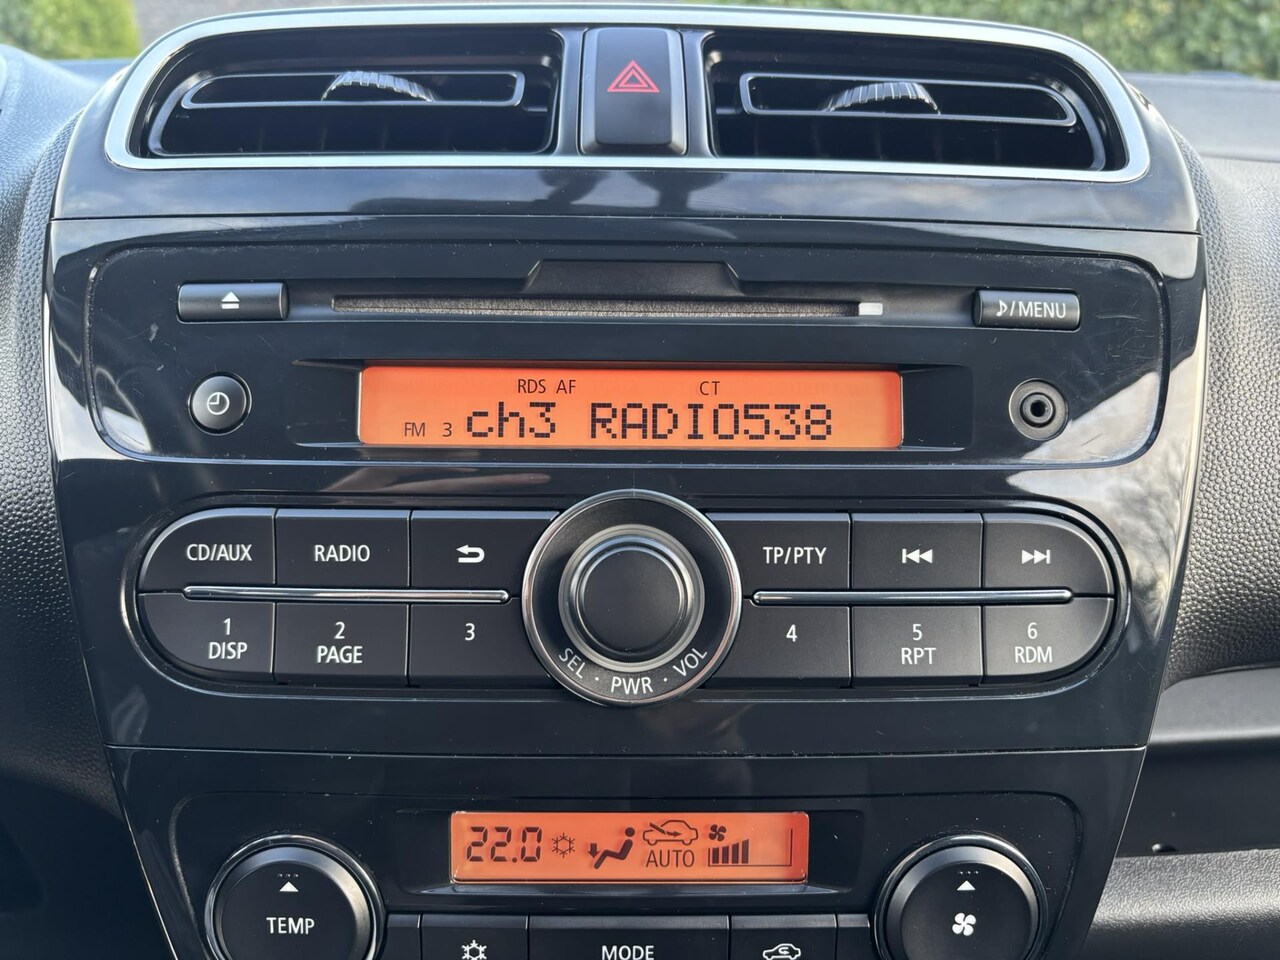 ♪/MENU
RDS AF CT
FM 3 ch3 RADIO538
CD/AUX RADIO TP/PTY
1 2 3 4 5 6
DISP PAGE RPT RDM
SEL · PWR · VOL
22.0 AUTO
TEMP
MODE